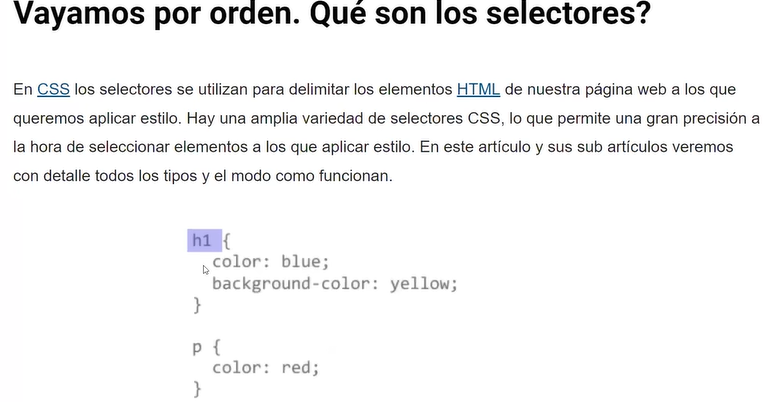 Vayamos por orden. Qué son los selectores?
En CSS los selectores se utilizan para delimitar los elementos HTML de nuestra página web a los que
queremos aplicar estilo. Hay una amplia variedad de selectores CSS, lo que permite una gran precisión a
la hora de seleccionar elementos a los que aplicar estilo. En este artículo y sus sub artículos veremos
con detalle todos los tipos y el modo como funcionan.
h1 {
color: blue;
background-color: yellow;
}
p {
color: red;
}